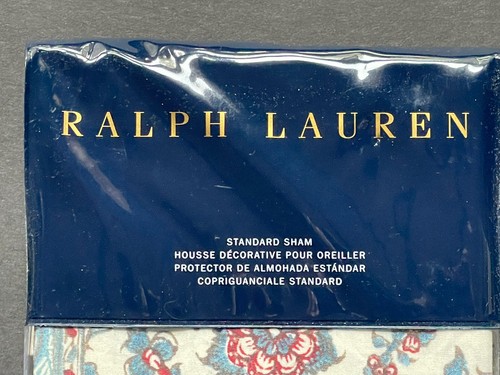 RALPH LAUREN
STANDARD SHAM
HOUSSE DÉCORATIVE POUR OREILLER
PROTECTOR DE ALMOHADA ESTÁNDAR
COPRIGUANCIALE STANDARD